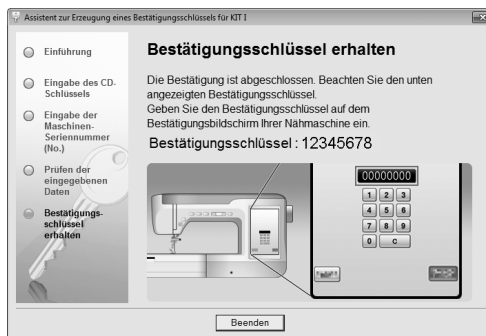 Assistent zur Erzeugung eines Bestätigungsschlüssels für KIT I
Einführung
Eingabe des CD-
Schlüssels
Eingabe der
Maschinen-
Seriennummer
(No.)
Prüfen der
eingegebenen
Daten
Bestätigungs-
schlüssel
erhalten
Bestätigungsschlüssel erhalten
Die Bestätigung ist abgeschlossen. Beachten Sie den unten
angezeigten Bestätigungsschlüssel.
Geben Sie den Bestätigungsschlüssel auf dem
Bestätigungsbildschirm Ihrer Nähmaschine ein.
Bestätigungsschlüssel : 12345678
00000000
1 2 3
4 5 6
7 8 9
0 C
Beenden